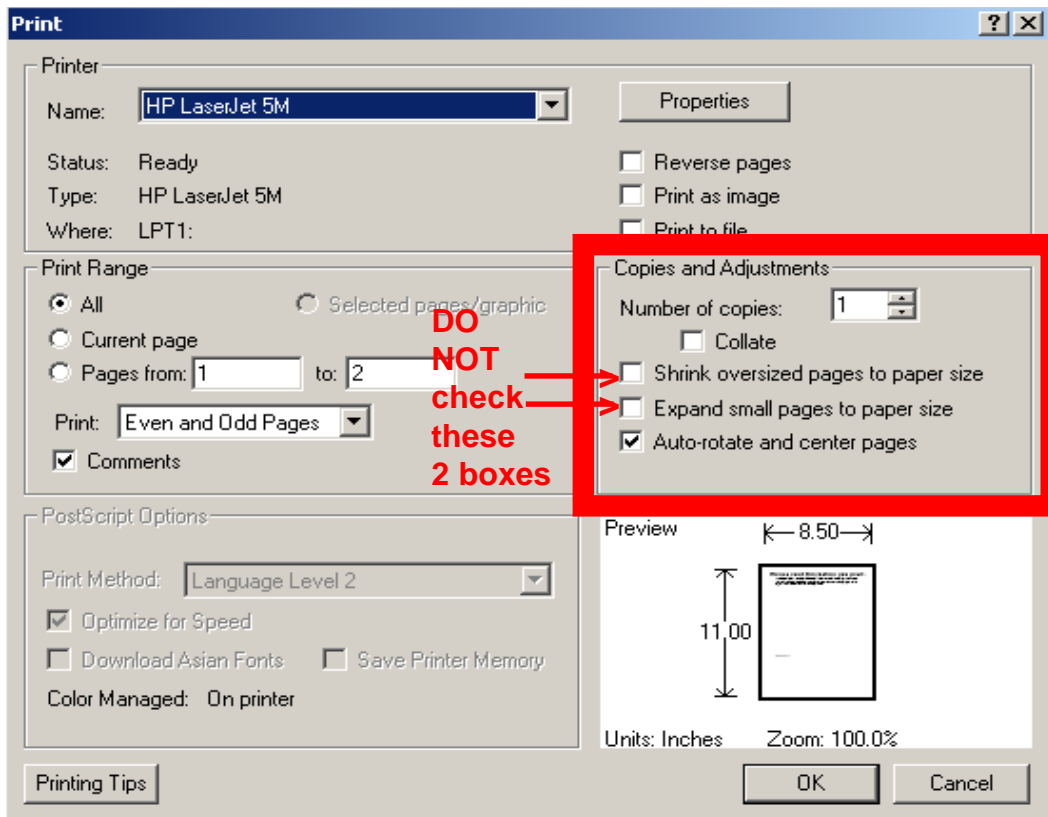 Print
Printer
Name: HP LaserJet 5M
Properties
Status: Ready
Type: HP LaserJet 5M
Where: LPT1:
Reverse pages
Print as image
Print to file
Print Range
All
Selected pages/graphic
Current page
Pages from: 1 to: 2
Print: Even and Odd Pages
Comments
DO
NOT
check
these
2 boxes
Copies and Adjustments
Number of copies: 1
Collate
Shrink oversized pages to paper size
Expand small pages to paper size
Auto-rotate and center pages
PostScript Options
Print Method: Language Level 2
Optimize for Speed
Download Asian Fonts
Save Printer Memory
Color Managed: On printer
Preview
8.50
11.00
Units: Inches Zoom: 100.0%
Printing Tips
OK
Cancel